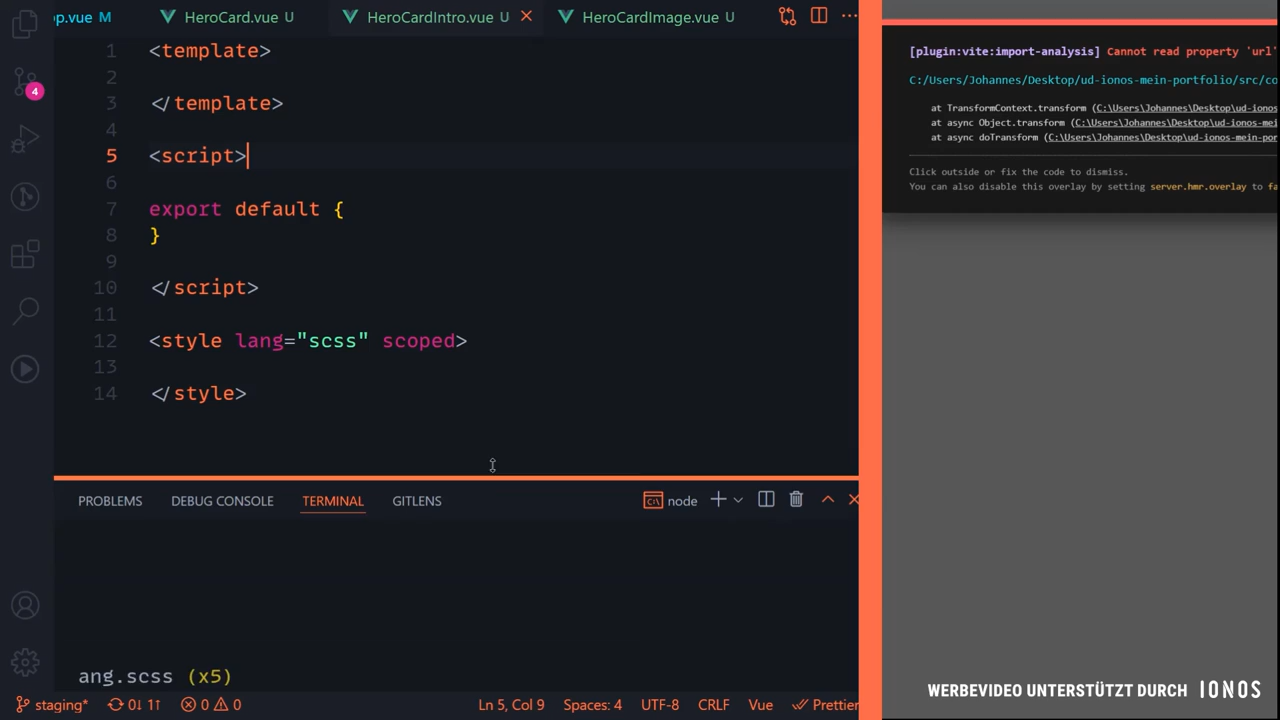 op.vue M HeroCard.vue U HeroCardIntro.vue U HeroCardImage.vue U
1 <template>
2
3 </template>
4
5 <script>
6
7 export default {
8 }
9
10 </script>
11
12 <style lang="scss" scoped>
13
14 </style>
4
PROBLEMS DEBUG CONSOLE TERMINAL GITLENS node
ang.scss (x5)
staging* 0↓ 1↑ 0 0 Ln 5, Col 9 Spaces: 4 UTF-8 CRLF Vue Prettier
[plugin:vite:import-analysis] Cannot read property 'url'
C:/Users/Johannes/Desktop/ud-ionos-mein-portfolio/src/co
at TransformContext.transform (C:\Users\Johannes\Desktop\ud-ionos
at async Object.transform (C:\Users\Johannes\Desktop\ud-ionos-mei
at async doTransform (C:\Users\Johannes\Desktop\ud-ionos-mein-por
Click outside or fix the code to dismiss.
You can also disable this overlay by setting server.hmr.overlay to fa
WERBEVIDEO UNTERSTÜTZT DURCH IONOS